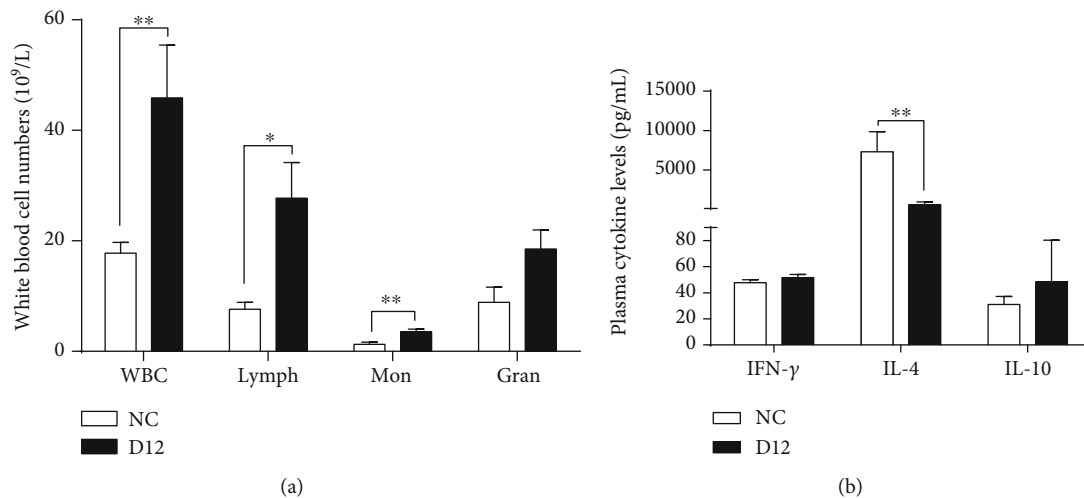 White blood cell numbers (10⁹/L)
60
40
20
0
**
*
**
WBC Lymph Mon Gran
NC
D12
(a)
Plasma cytokine levels (pg/mL)
15000
10000
5000
80
60
40
20
0
**
IFN-γ IL-4 IL-10
NC
D12
(b)